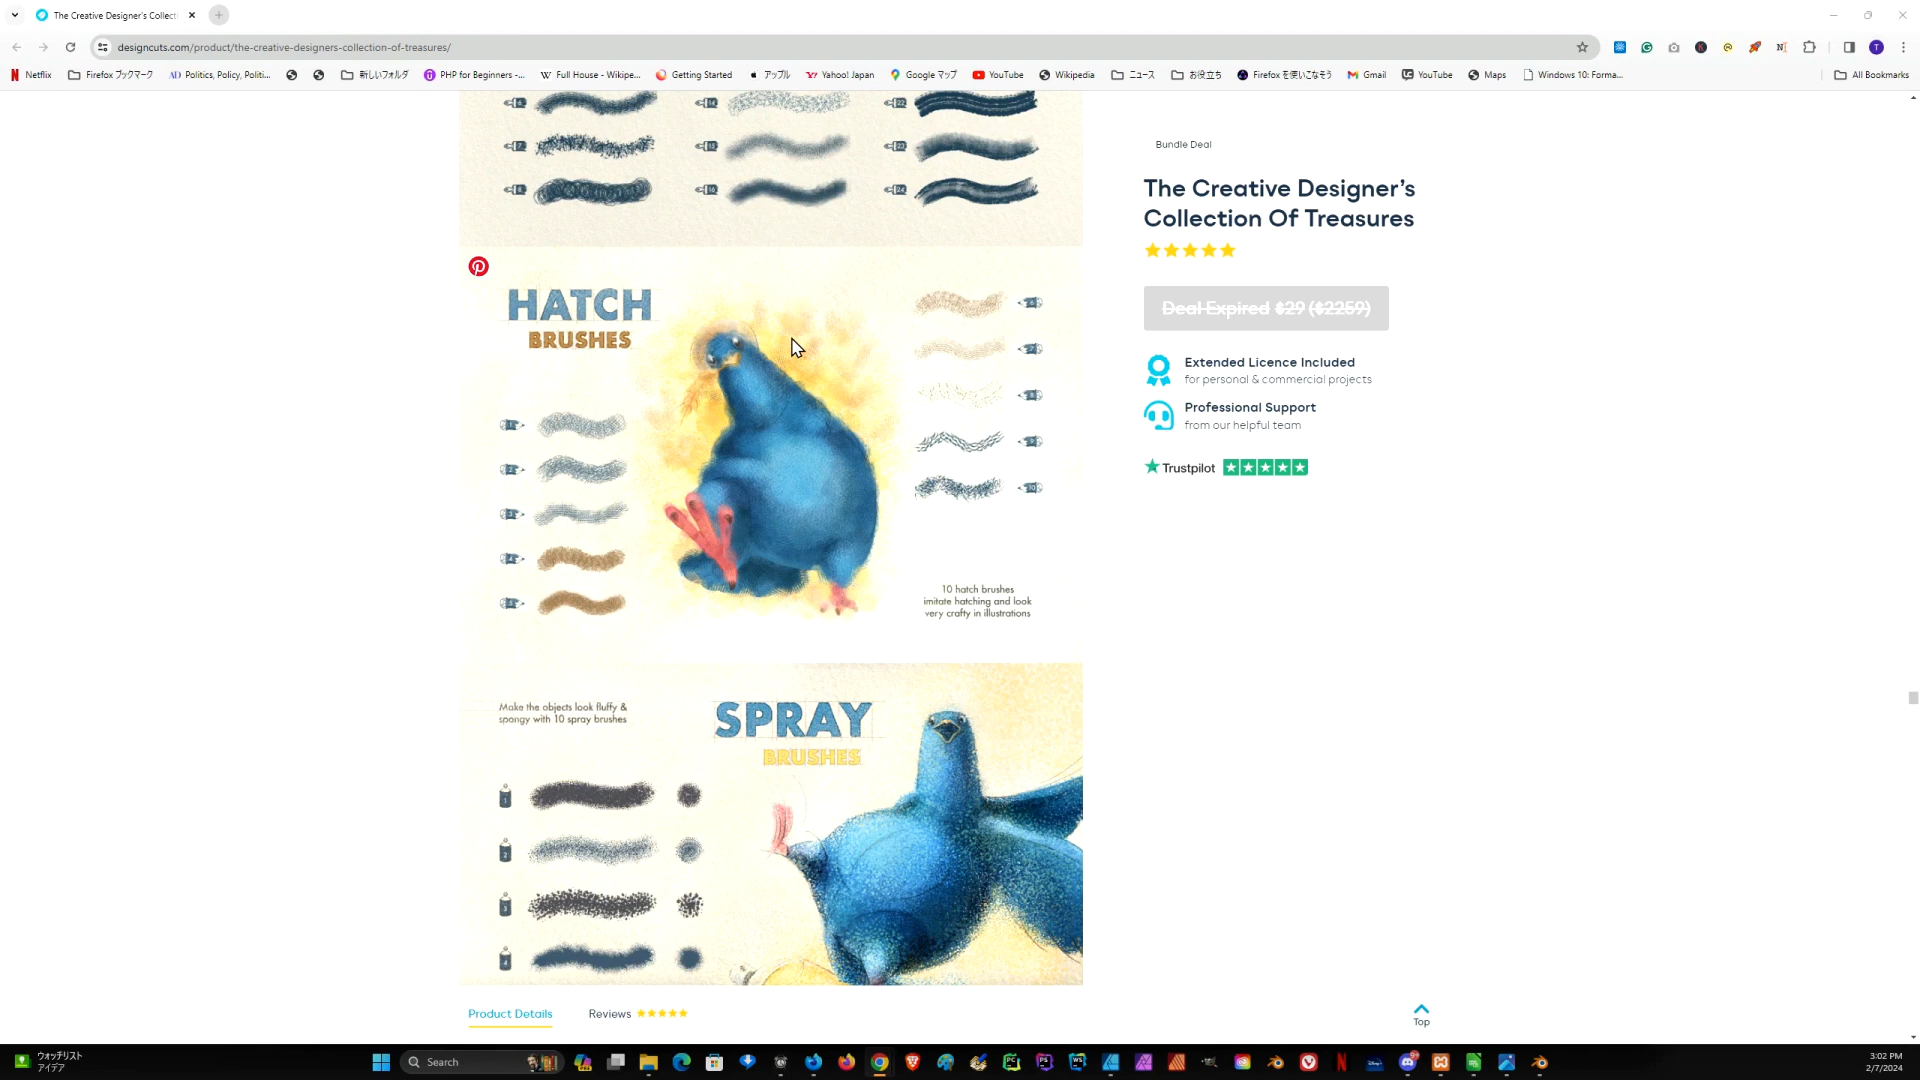 The Creative Designer's Collecti
designcuts.com/product/the-creative-designers-collection-of-treasures/
Netflix
Firefox ブックマーク
Politics, Policy, Politi...
新しいフォルダ
PHP for Beginners -...
Full House - Wikipe...
Getting Started
アップル
Yahoo! Japan
Google マップ
YouTube
Wikipedia
ニュース
お役立ち
Firefox を使いこなそう
Gmail
YouTube
Maps
Windows 10: Forma...
All Bookmarks
Bundle Deal
The Creative Designer's
Collection Of Treasures
Deal Expired $29 ($2259)
Extended Licence Included
for personal & commercial projects
Professional Support
from our helpful team
Trustpilot
HATCH
BRUSHES
10 hatch brushes
imitate hatching and look
very crafty in illustrations
Make the objects look fluffy &
spongy with 10 spray brushes
SPRAY
BRUSHES
Product Details
Reviews
Top
ウォッチリスト
アイデア
Search
3:02 PM
2/7/2024